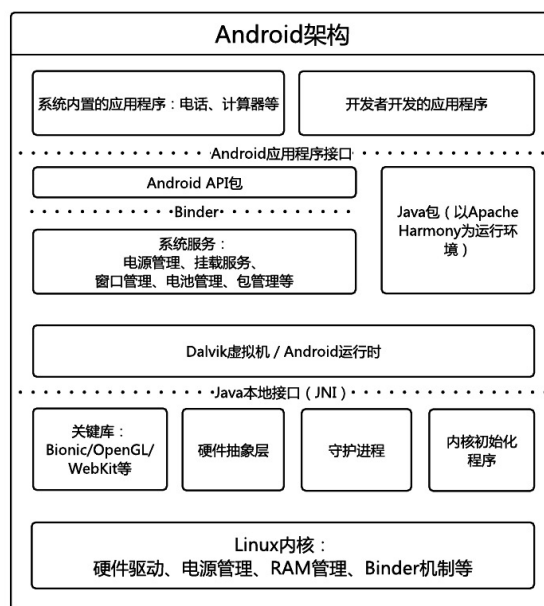 Android架构
系统内置的应用程序：电话、计算器等
开发者开发的应用程序
Android应用程序接口
Android API包
Binder
系统服务：
电源管理、挂载服务、
窗口管理、电池管理、包管理等
Java包（以Apache
Harmony为运行环
境）
Dalvik虚拟机 / Android运行时
Java本地接口（JNI）
关键库：
Bionic/OpenGL/
WebKit等
硬件抽象层
守护进程
内核初始化
程序
Linux内核：
硬件驱动、电源管理、RAM管理、Binder机制等